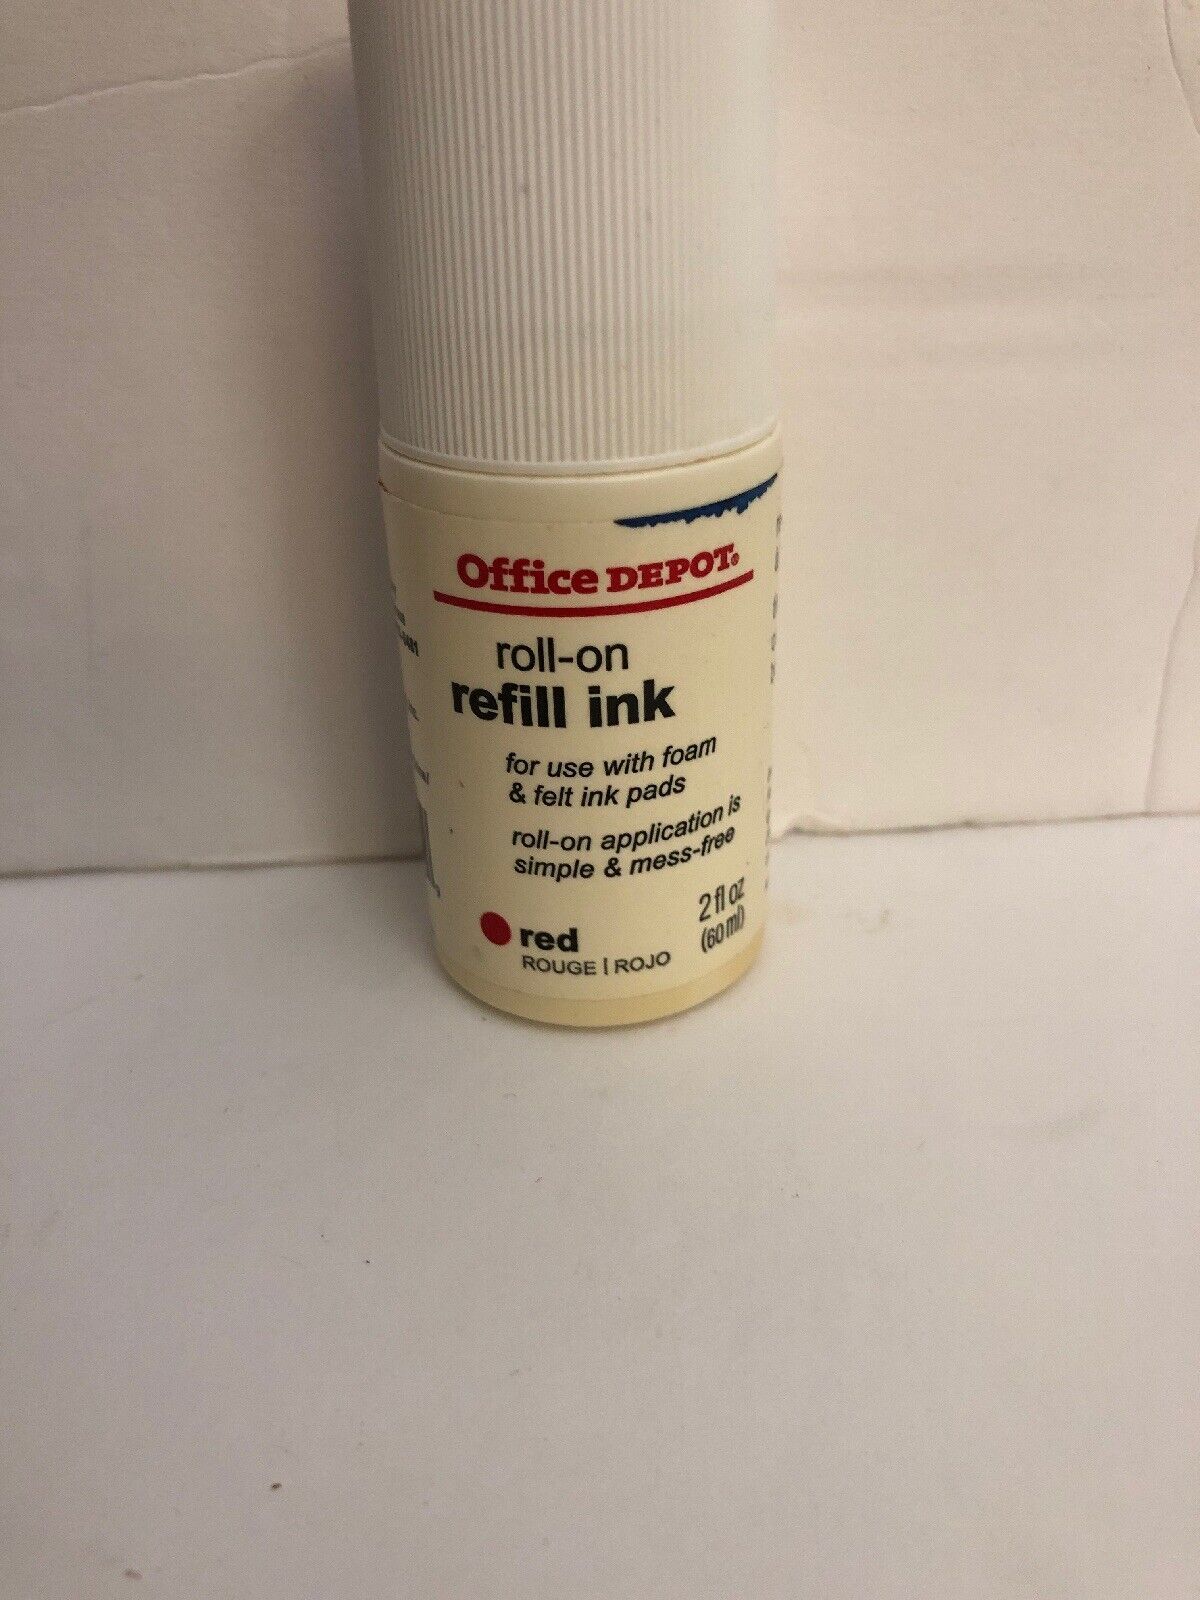 Office DEPOT®
roll-on
refill ink
for use with foam
& felt ink pads
roll-on application is
simple & mess-free
2 fl oz
(60 ml)
red
ROUGE | ROJO